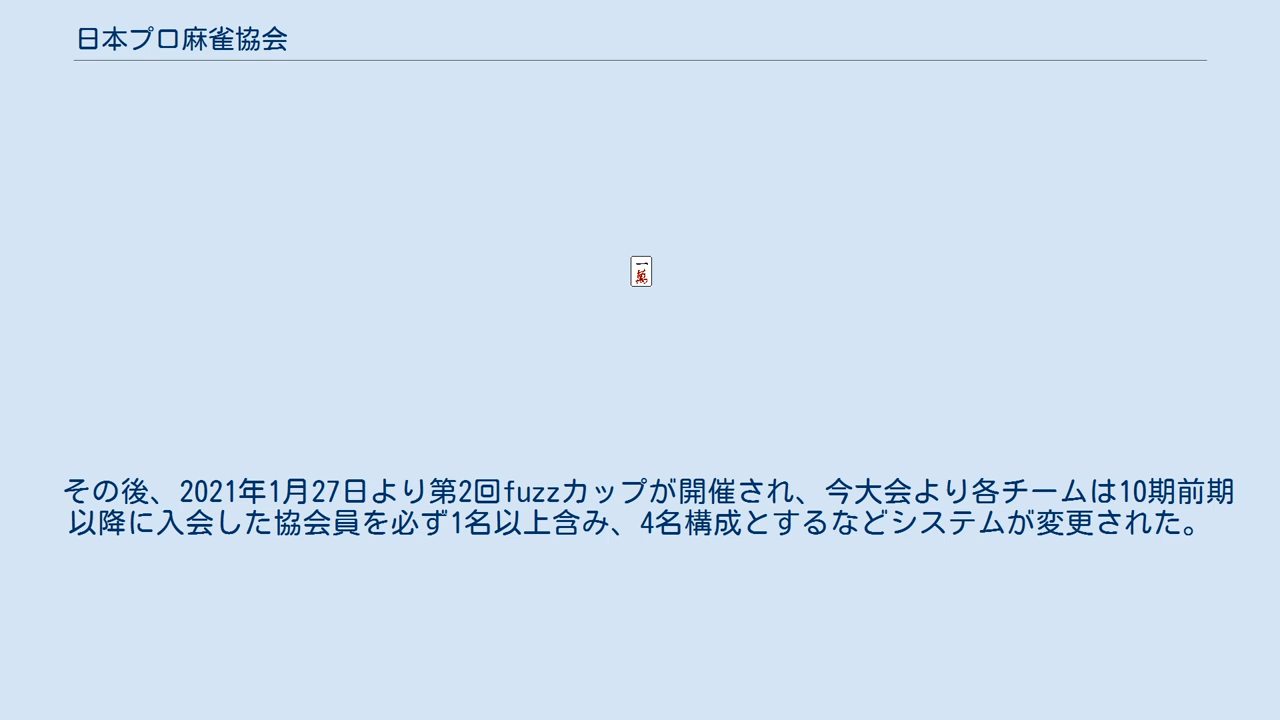 日本プロ麻雀協会
一
萬
その後、2021年1月27日より第2回fuzzカップが開催され、今大会より各チームは10期前期
以降に入会した協会員を必ず1名以上含み、4名構成とするなどシステムが変更された。